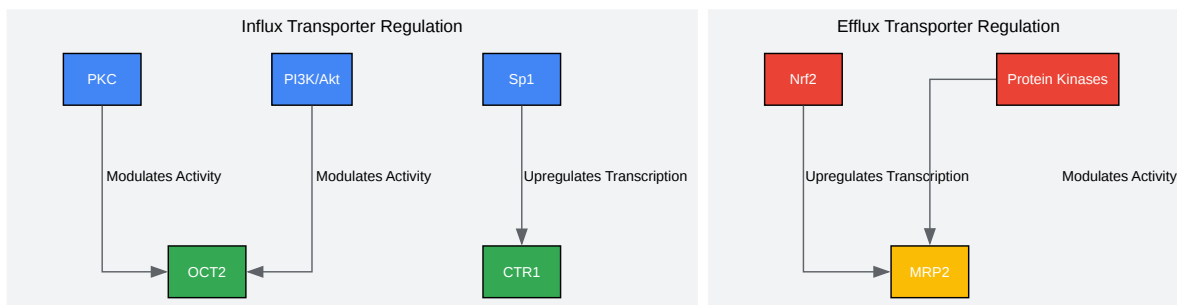 Influx Transporter Regulation
Efflux Transporter Regulation
PKC
PI3K/Akt
Sp1
Nrf2
Protein Kinases
Modulates Activity
Modulates Activity
Upregulates Transcription
Upregulates Transcription
Modulates Activity
OCT2
CTR1
MRP2